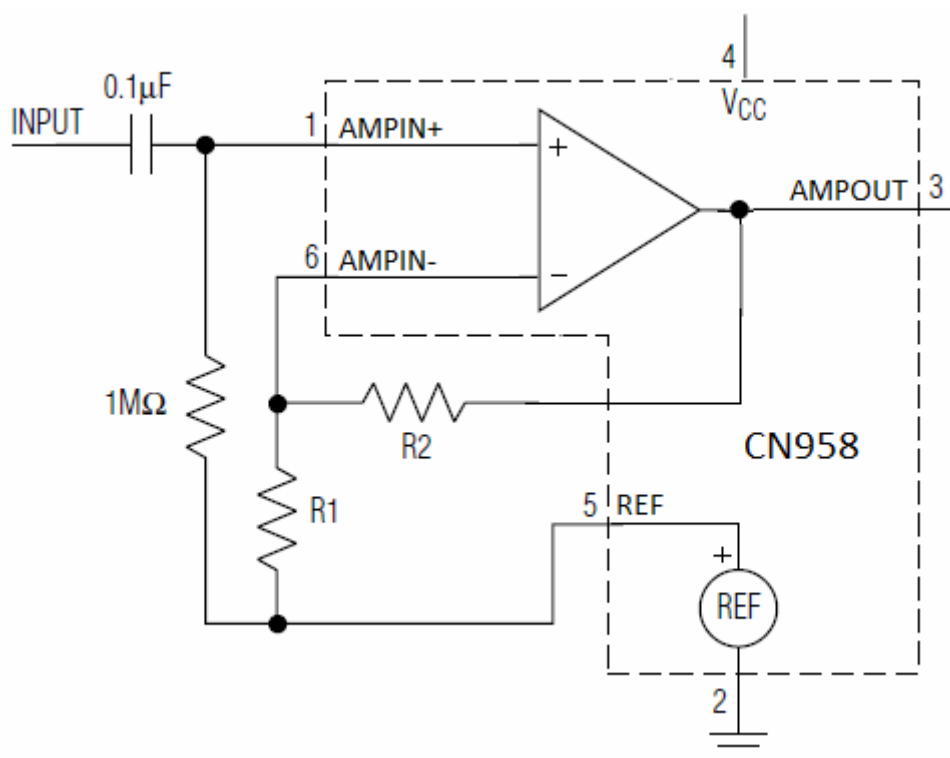 4
0.1μF
VCC
INPUT
1 AMPIN+
+
AMPOUT 3
6 AMPIN-
−
1MΩ
R2
CN958
R1
5 REF
+
REF
2